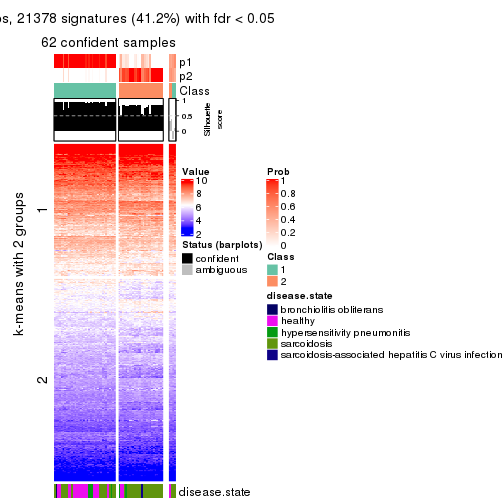 os, 21378 signatures (41.2%) with fdr < 0.05
62 confident samples
p1
p2
Class
1
0.5
0
Silhouette
score
k-means with 2 groups
1
2
Value
10
8
6
4
2
Status (barplots)
confident
ambiguous
Prob
1
0.8
0.6
0.4
0.2
0
Class
1
2
disease.state
bronchiolitis obliterans
healthy
hypersensitivity pneumonitis
sarcoidosis
sarcoidosis-associated hepatitis C virus infection
disease.state